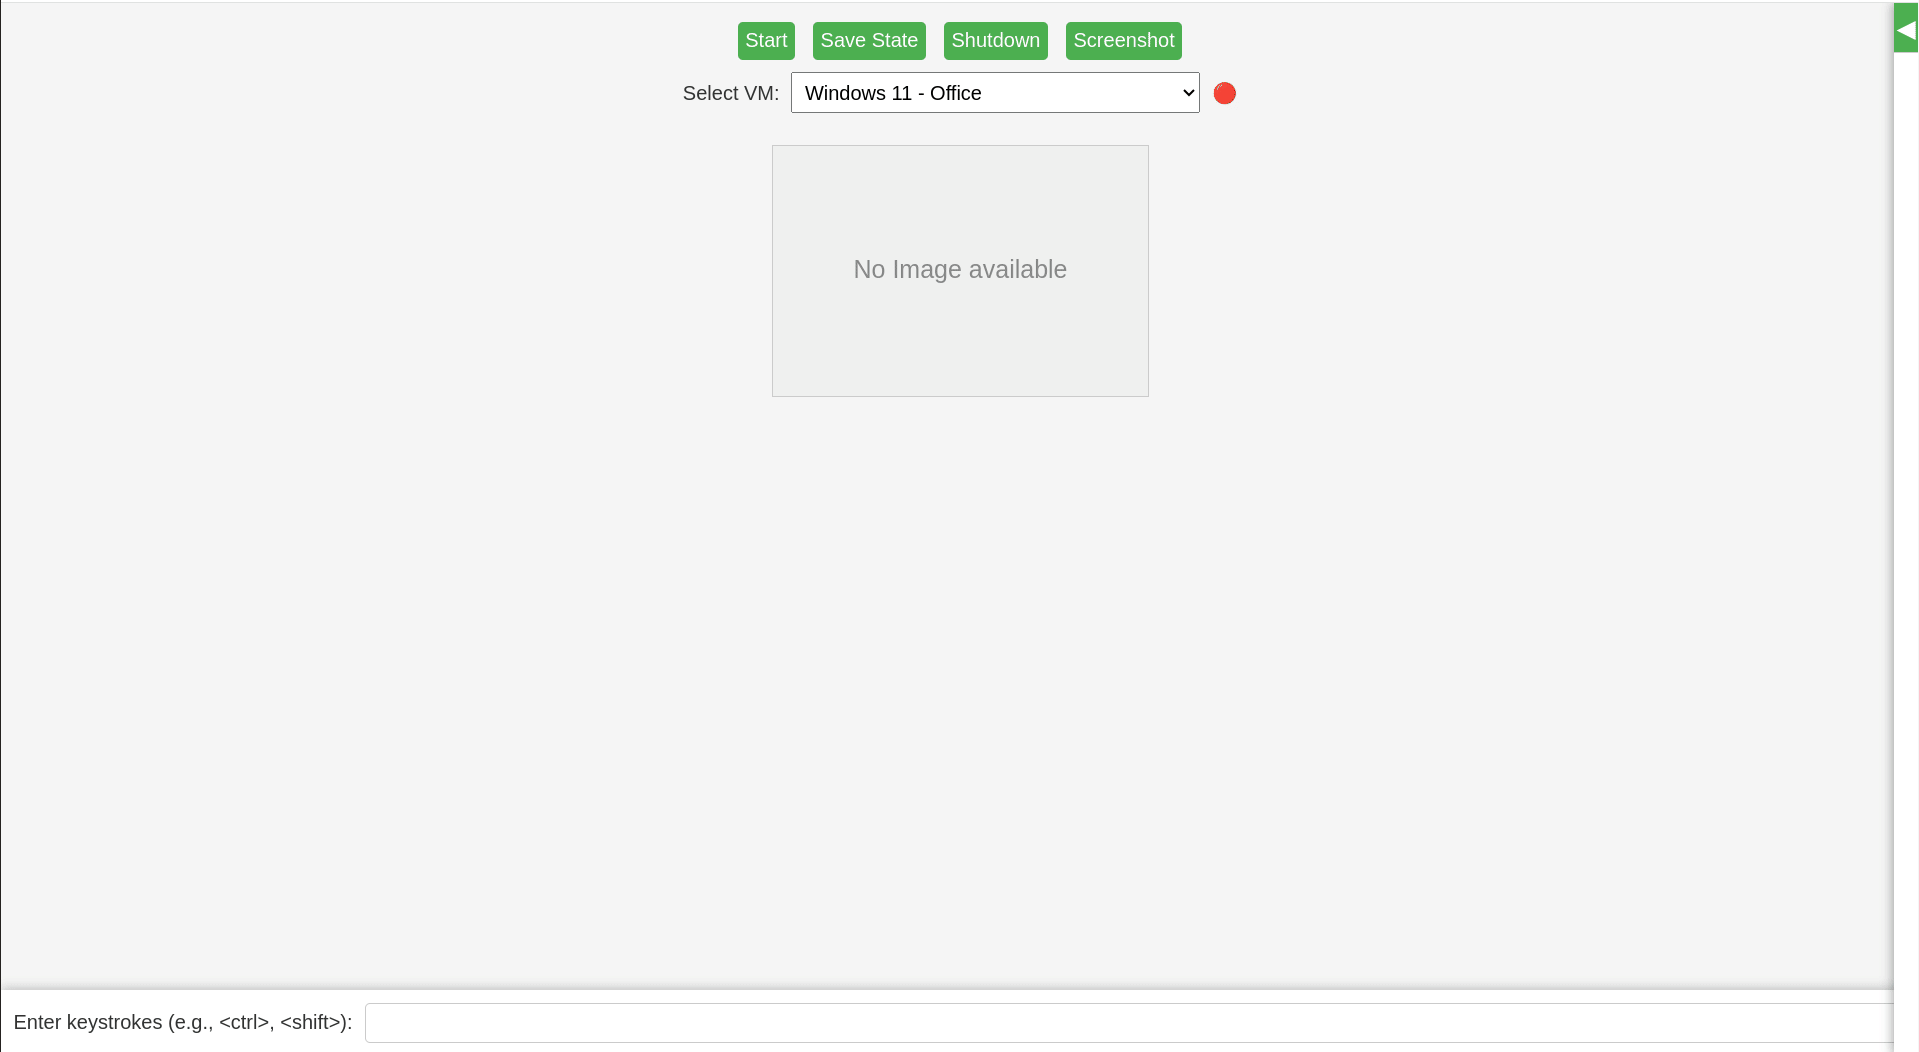 Start Save State Shutdown Screenshot
Select VM: Windows 11 - Office
No Image available
Enter keystrokes (e.g., <ctrl>, <shift>):